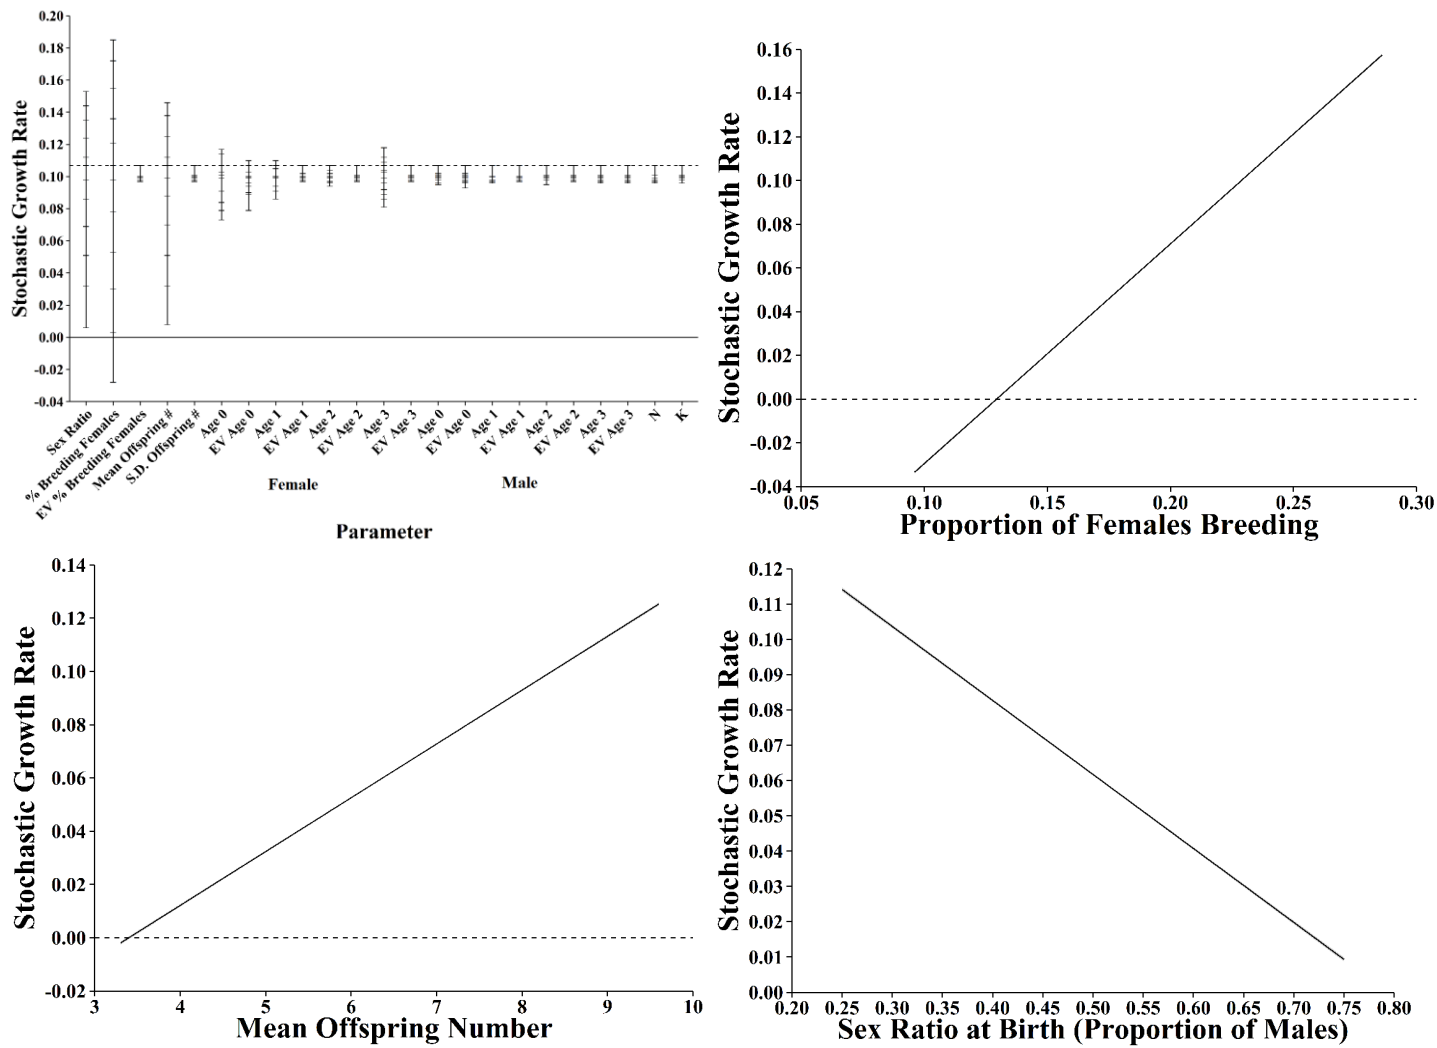 0.20
0.18
0.16
0.14
0.12
0.10
0.08
0.06
0.04
0.02
0.00
-0.02
-0.04
Stochastic Growth Rate
Sex Ratio
% Breeding Females
EV % Breeding Females
Mean Offspring #
S.D. Offspring #
Age 0
EV Age 0
Age 1
EV Age 1
Age 2
EV Age 2
Age 3
EV Age 3
Age 0
EV Age 0
Age 1
EV Age 1
Age 2
EV Age 2
Age 3
EV Age 3
N
K
Female
Male
Parameter
0.16
0.14
0.12
0.10
0.08
0.06
0.04
0.02
0.00
-0.02
-0.04
Stochastic Growth Rate
0.05 0.10 0.15 0.20 0.25 0.30
Proportion of Females Breeding
0.14
0.12
0.10
0.08
0.06
0.04
0.02
0.00
-0.02
Stochastic Growth Rate
3 4 5 6 7 8 9 10
Mean Offspring Number
0.12
0.11
0.10
0.09
0.08
0.07
0.06
0.05
0.04
0.03
0.02
0.01
0.00
Stochastic Growth Rate
0.20 0.25 0.30 0.35 0.40 0.45 0.50 0.55 0.60 0.65 0.70 0.75 0.80
Sex Ratio at Birth (Proportion of Males)